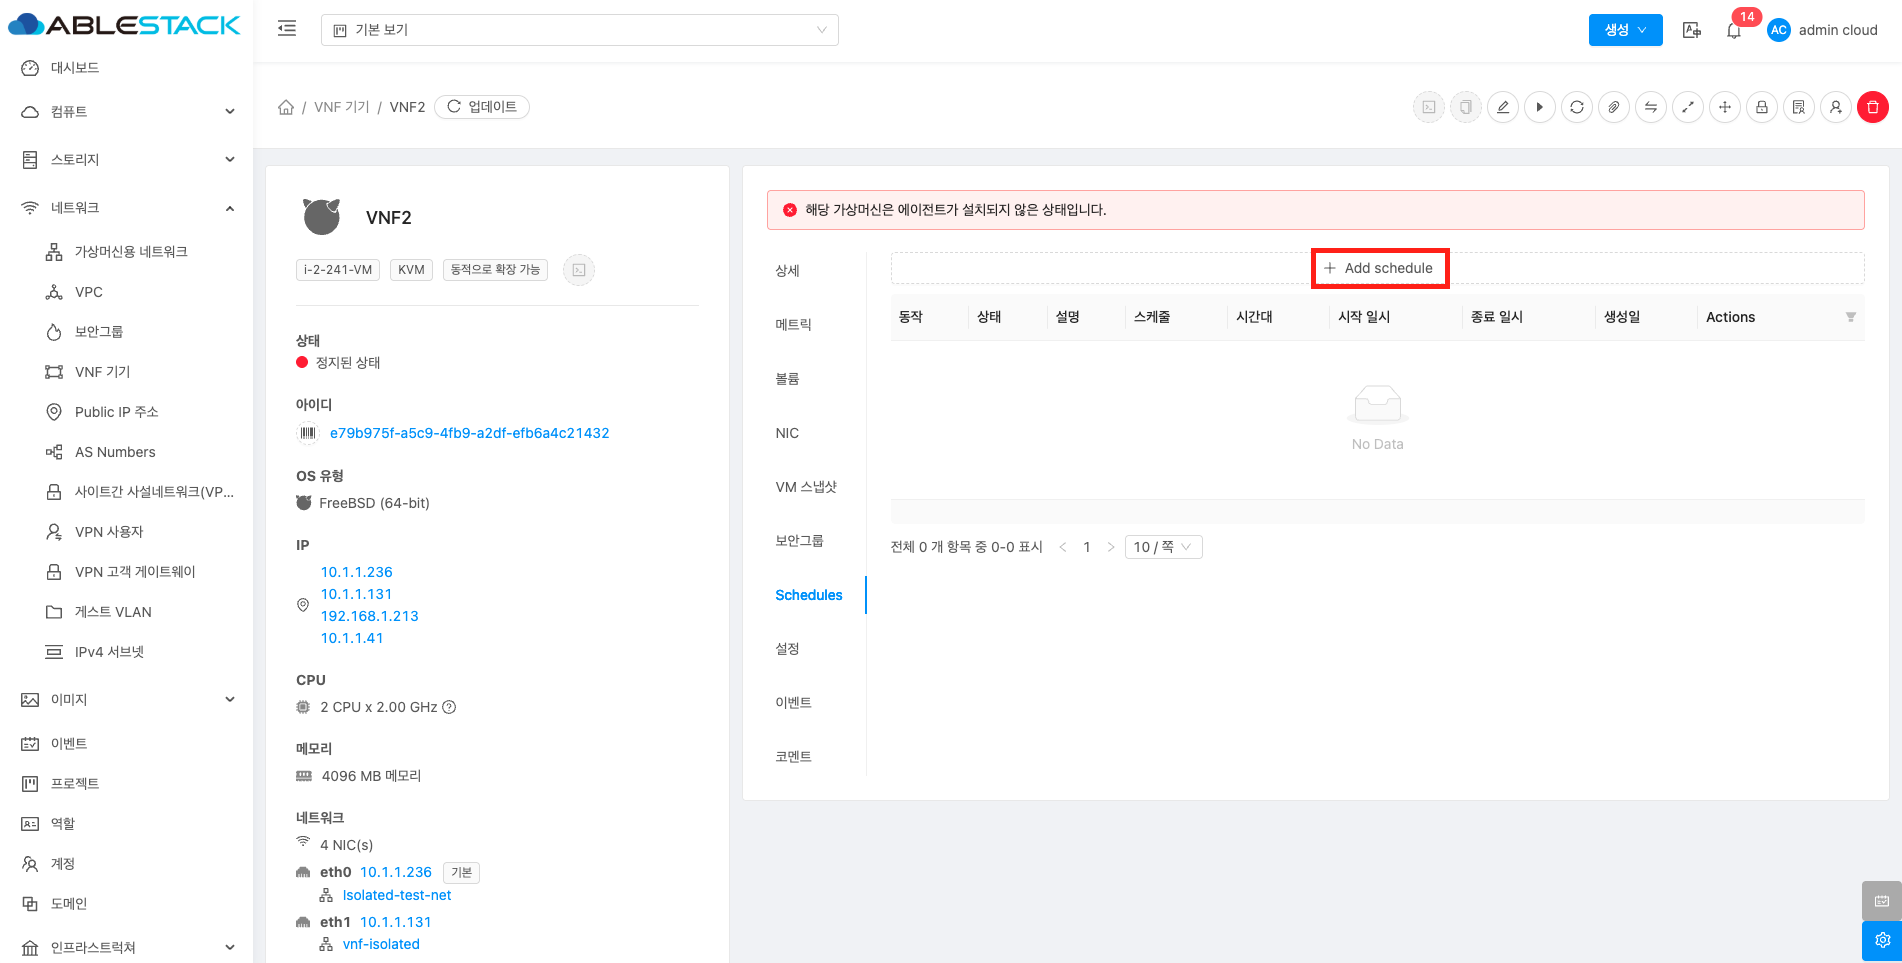 ABLESTACK
기본 보기
생성
14
AC
admin cloud
대시보드
컴퓨트
스토리지
네트워크
가상머신용 네트워크
VPC
보안그룹
VNF 기기
Public IP 주소
AS Numbers
사이트간 사설네트워크(VP...
VPN 사용자
VPN 고객 게이트웨이
게스트 VLAN
IPv4 서브넷
이미지
이벤트
프로젝트
역할
계정
도메인
인프라스트럭쳐
/ VNF 기기 / VNF2
업데이트
VNF2
i-2-241-VM
KVM
동적으로 확장 가능
상태
정지된 상태
아이디
e79b975f-a5c9-4fb9-a2df-efb6a4c21432
OS 유형
FreeBSD (64-bit)
IP
10.1.1.236
10.1.1.131
192.168.1.213
10.1.1.41
CPU
2 CPU x 2.00 GHz
메모리
4096 MB 메모리
네트워크
4 NIC(s)
eth0 10.1.1.236 기본
Isolated-test-net
eth1 10.1.1.131
vnf-isolated
해당 가상머신은 에이전트가 설치되지 않은 상태입니다.
상세
메트릭
볼륨
NIC
VM 스냅샷
보안그룹
Schedules
설정
이벤트
코멘트
Add schedule
동작 상태 설명 스케줄 시간대 시작 일시 종료 일시 생성일 Actions
No Data
전체 0 개 항목 중 0-0 표시 < 1 > 10 / 쪽